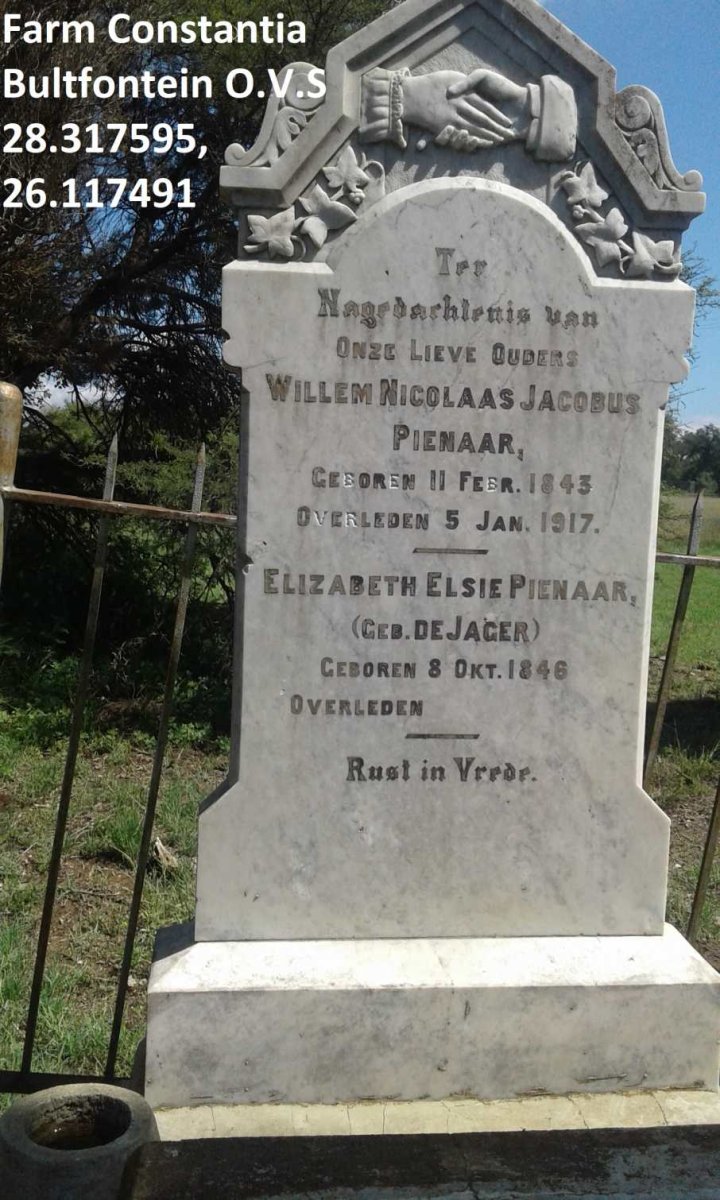 Farm Constantia
Bultfontein O.V.S
28.317595,
26.117491
Ter
Nagedachtenis van
ONZE LIEVE OUDERS
WILLEM NICOLAAS JACOBUS
PIENAAR,
GEBOREN 11 FEBR. 1843
OVERLEDEN 5 JAN. 1917.
ELIZABETH ELSIE PIENAAR,
(GEB. DE JAGER)
GEBOREN 8 OKT. 1846
OVERLEDEN
Rust in Vrede.